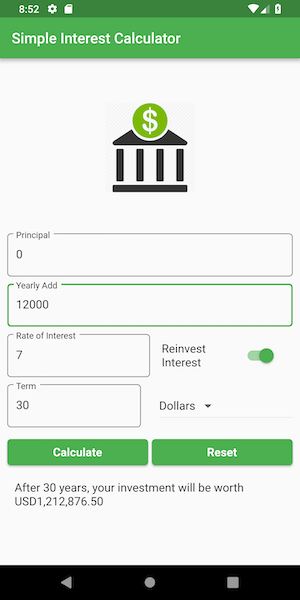 8:52
Simple Interest Calculator
$
Principal
0
Yearly Add
12000
Rate of Interest
7
Reinvest
Interest
Term
30
Dollars
Calculate
Reset
After 30 years, your investment will be worth
USD1,212,876.50